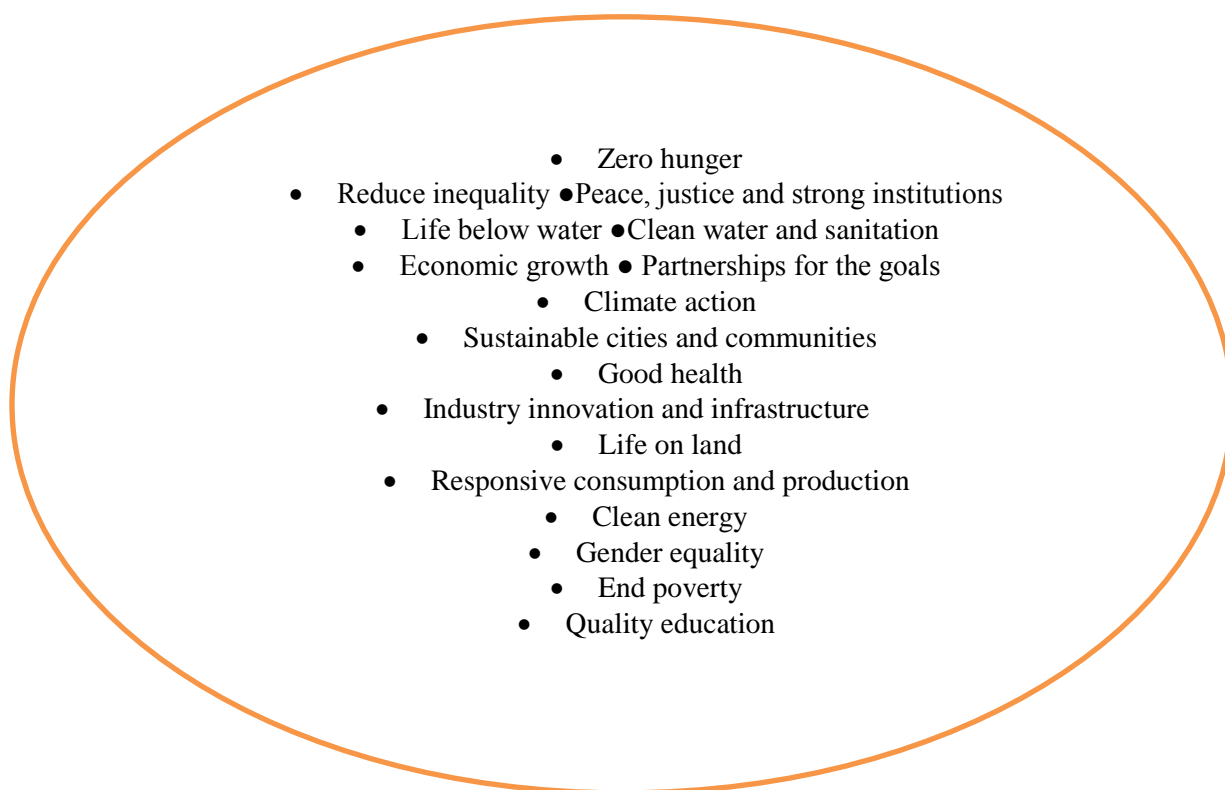 • Zero hunger
• Reduce inequality ●Peace, justice and strong institutions
• Life below water ●Clean water and sanitation
• Economic growth ● Partnerships for the goals
• Climate action
• Sustainable cities and communities
• Good health
• Industry innovation and infrastructure
• Life on land
• Responsive consumption and production
• Clean energy
• Gender equality
• End poverty
• Quality education